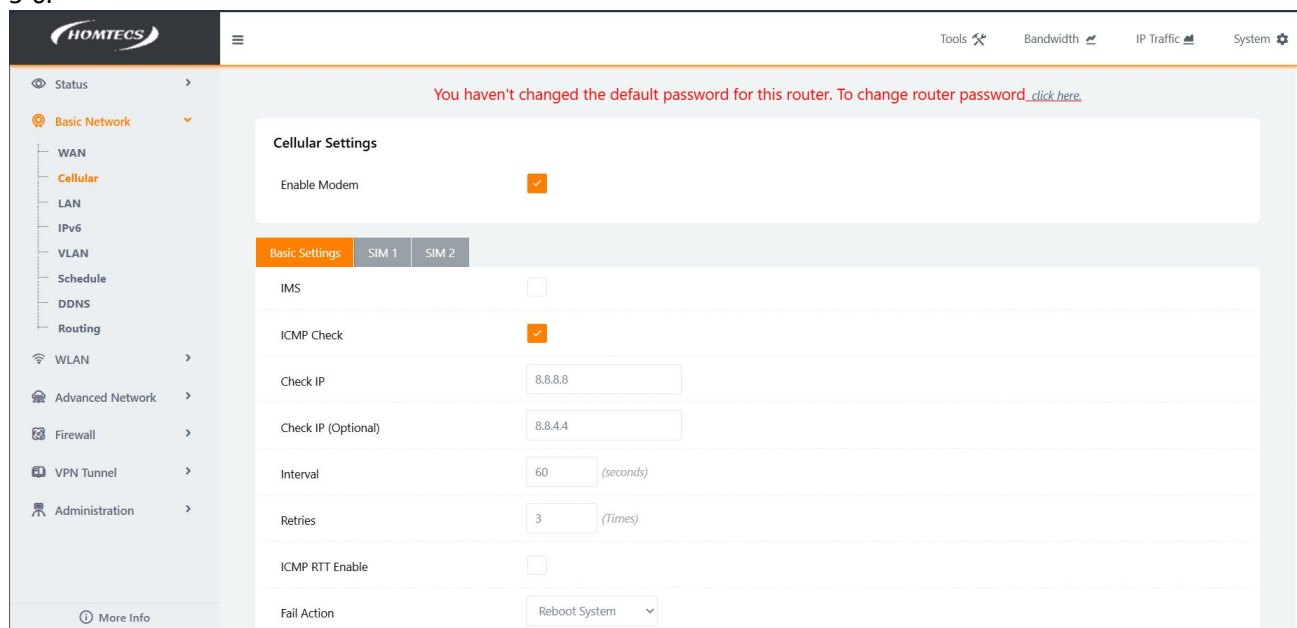 HOMTECS
Tools Bandwidth IP Traffic System
Status
Basic Network
WAN
Cellular
LAN
IPv6
VLAN
Schedule
DDNS
Routing
WLAN
Advanced Network
Firewall
VPN Tunnel
Administration
More Info
You haven't changed the default password for this router. To change router password click here.
Cellular Settings
Enable Modem
Basic Settings SIM 1 SIM 2
IMS
ICMP Check
Check IP 8.8.8.8
Check IP (Optional) 8.8.4.4
Interval 60 (seconds)
Retries 3 (Times)
ICMP RTT Enable
Fail Action Reboot System